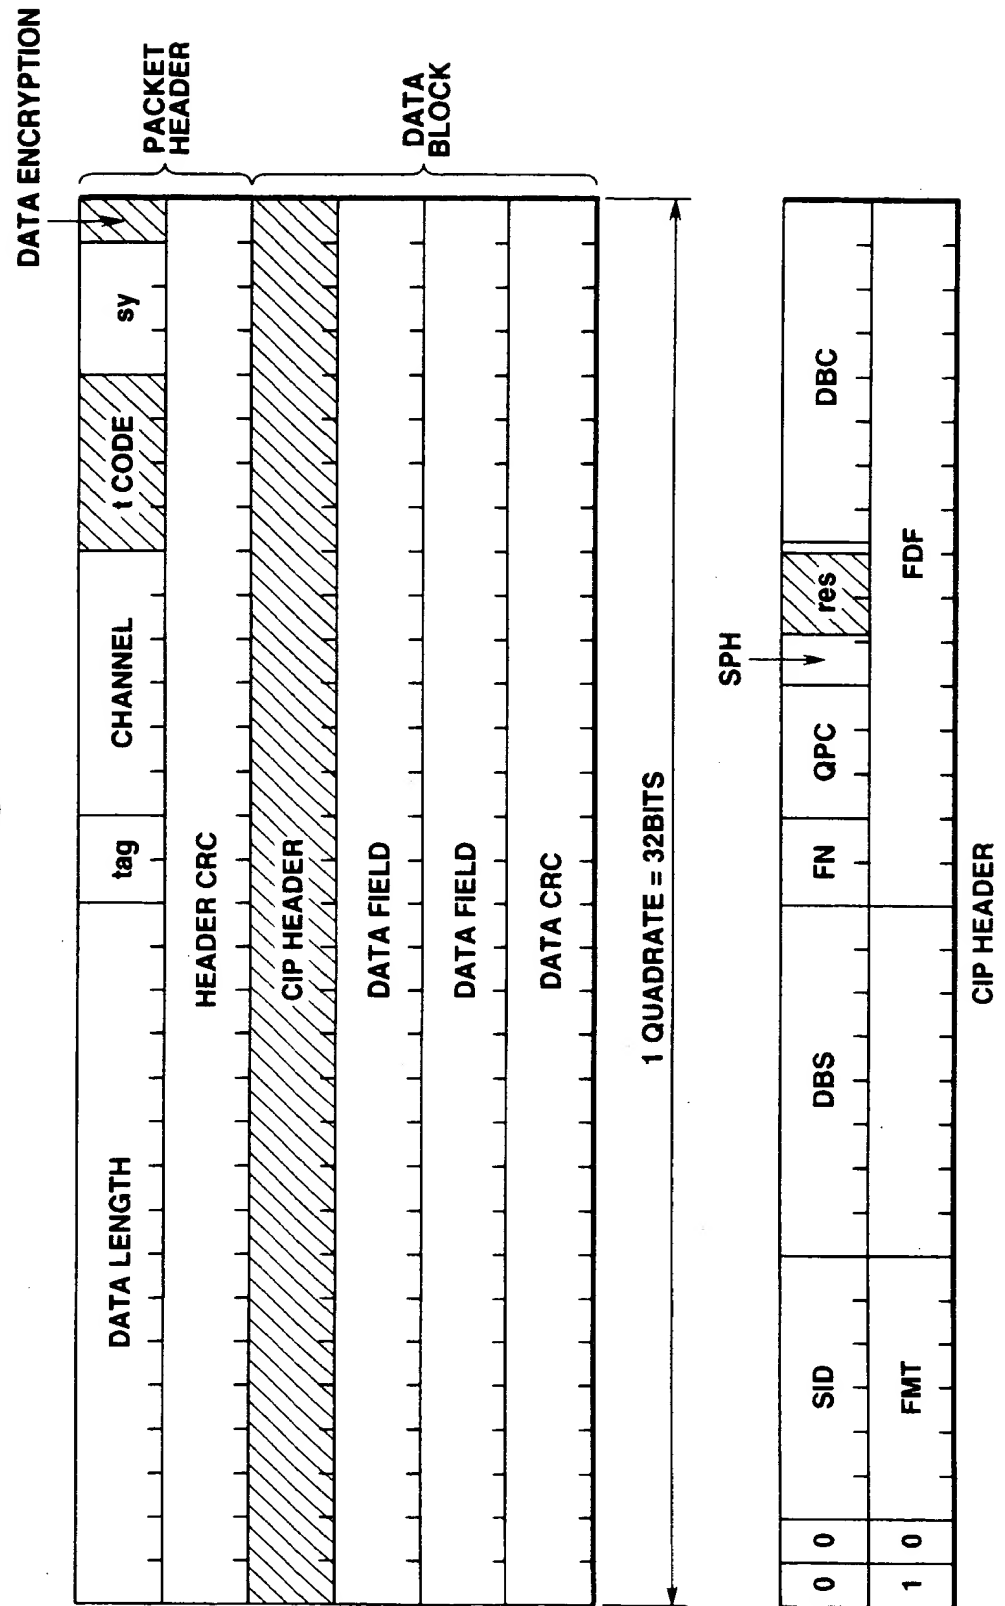 DATA ENCRYPTION
DATA LENGTH
tag
CHANNEL
t CODE
sy
PACKET
HEADER
HEADER CRC
CIP HEADER
DATA FIELD
DATA FIELD
DATA CRC
DATA
BLOCK
1 QUADRATE = 32BITS
SPH
0 0 SID DBS FN QPC res DBC
1 0 FMT FDF
CIP HEADER